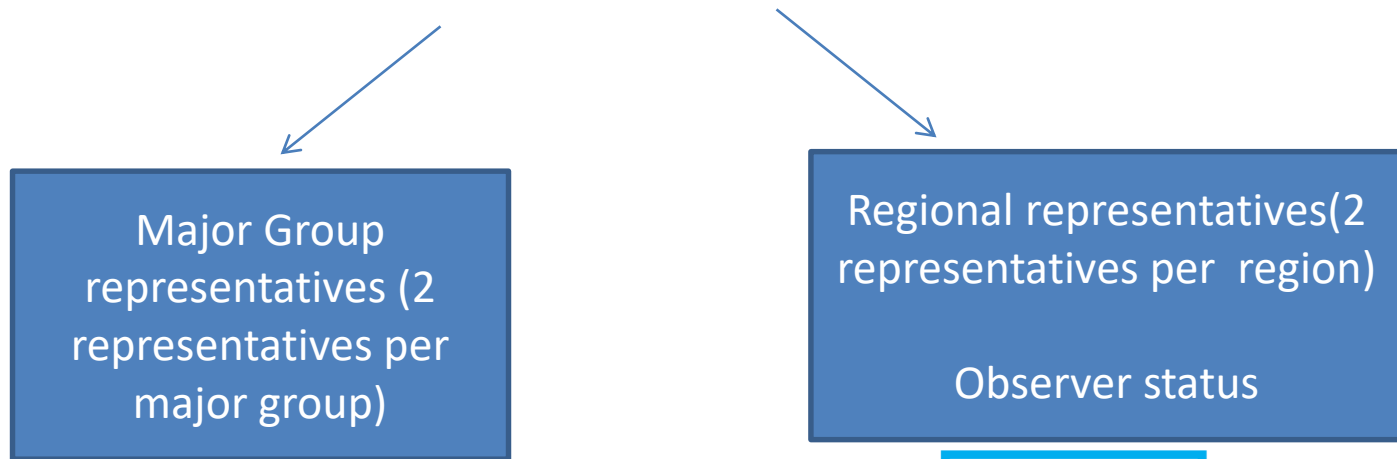 Major Group
representatives (2
representatives per
major group)
Regional representatives(2
representatives per  region)
Observer status